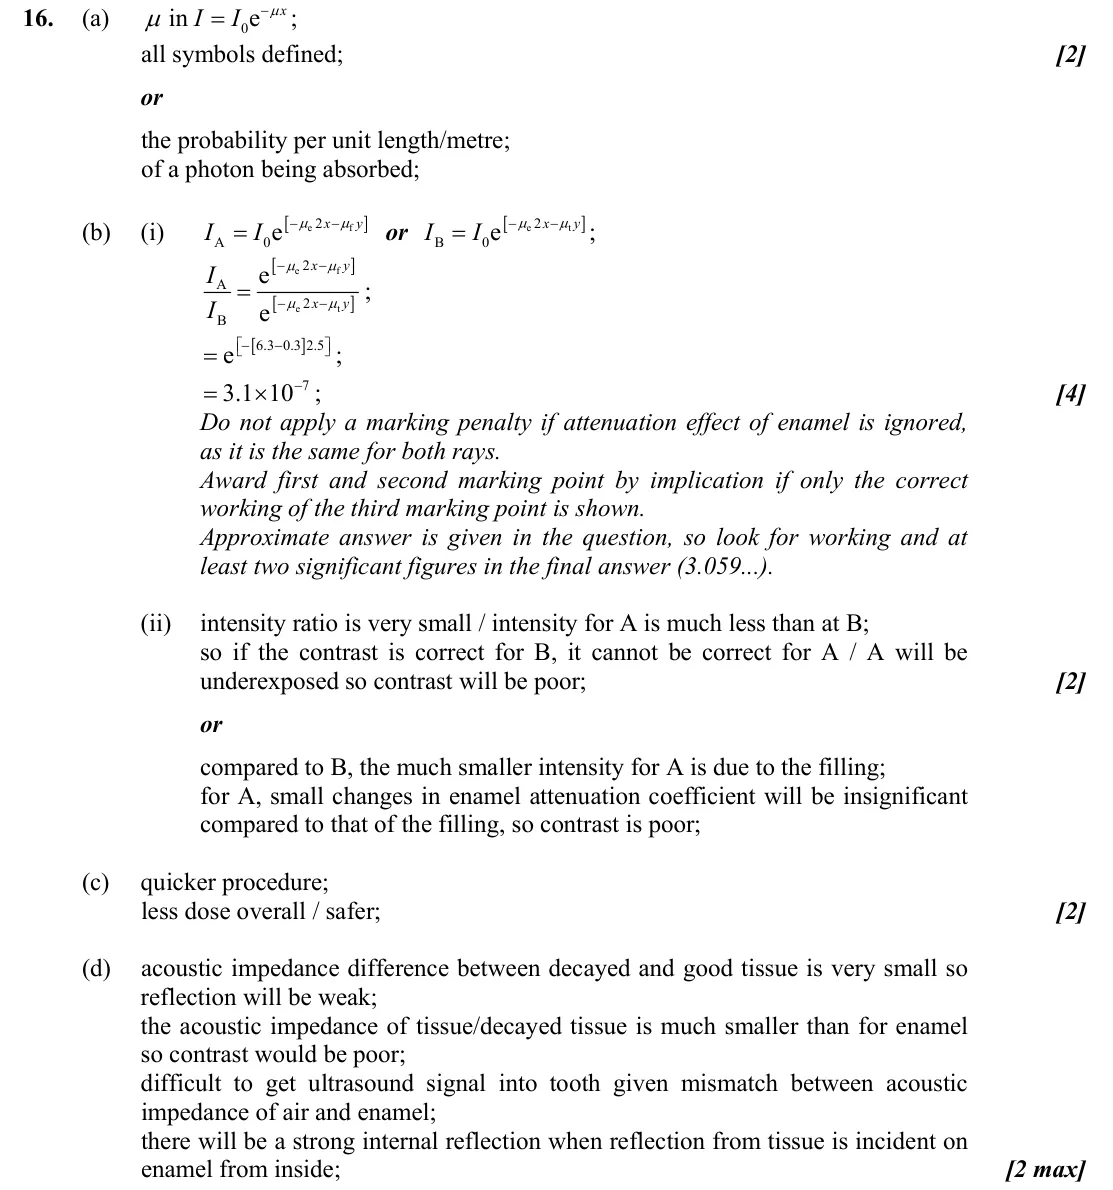 16. (a) μ in I = I₀e^{−μx};
all symbols defined; [2]
or
the probability per unit length/metre;
of a photon being absorbed;
(b) (i) I_A = I₀e^{[−μ_e 2x−μ_f y]} or I_B = I₀e^{[−μ_e 2x−μ_t y]};
I_A/I_B = e^{[−μ_e 2x−μ_f y]}/e^{[−μ_e 2x−μ_t y]};
= e^{[−[6.3−0.3]2.5]};
= 3.1×10⁻⁷; [4]
Do not apply a marking penalty if attenuation effect of enamel is ignored,
as it is the same for both rays.
Award first and second marking point by implication if only the correct
working of the third marking point is shown.
Approximate answer is given in the question, so look for working and at
least two significant figures in the final answer (3.059...).
(ii) intensity ratio is very small / intensity for A is much less than at B;
so if the contrast is correct for B, it cannot be correct for A / A will be
underexposed so contrast will be poor; [2]
or
compared to B, the much smaller intensity for A is due to the filling;
for A, small changes in enamel attenuation coefficient will be insignificant
compared to that of the filling, so contrast is poor;
(c) quicker procedure;
less dose overall / safer; [2]
(d) acoustic impedance difference between decayed and good tissue is very small so
reflection will be weak;
the acoustic impedance of tissue/decayed tissue is much smaller than for enamel
so contrast would be poor;
difficult to get ultrasound signal into tooth given mismatch between acoustic
impedance of air and enamel;
there will be a strong internal reflection when reflection from tissue is incident on
enamel from inside; [2 max]